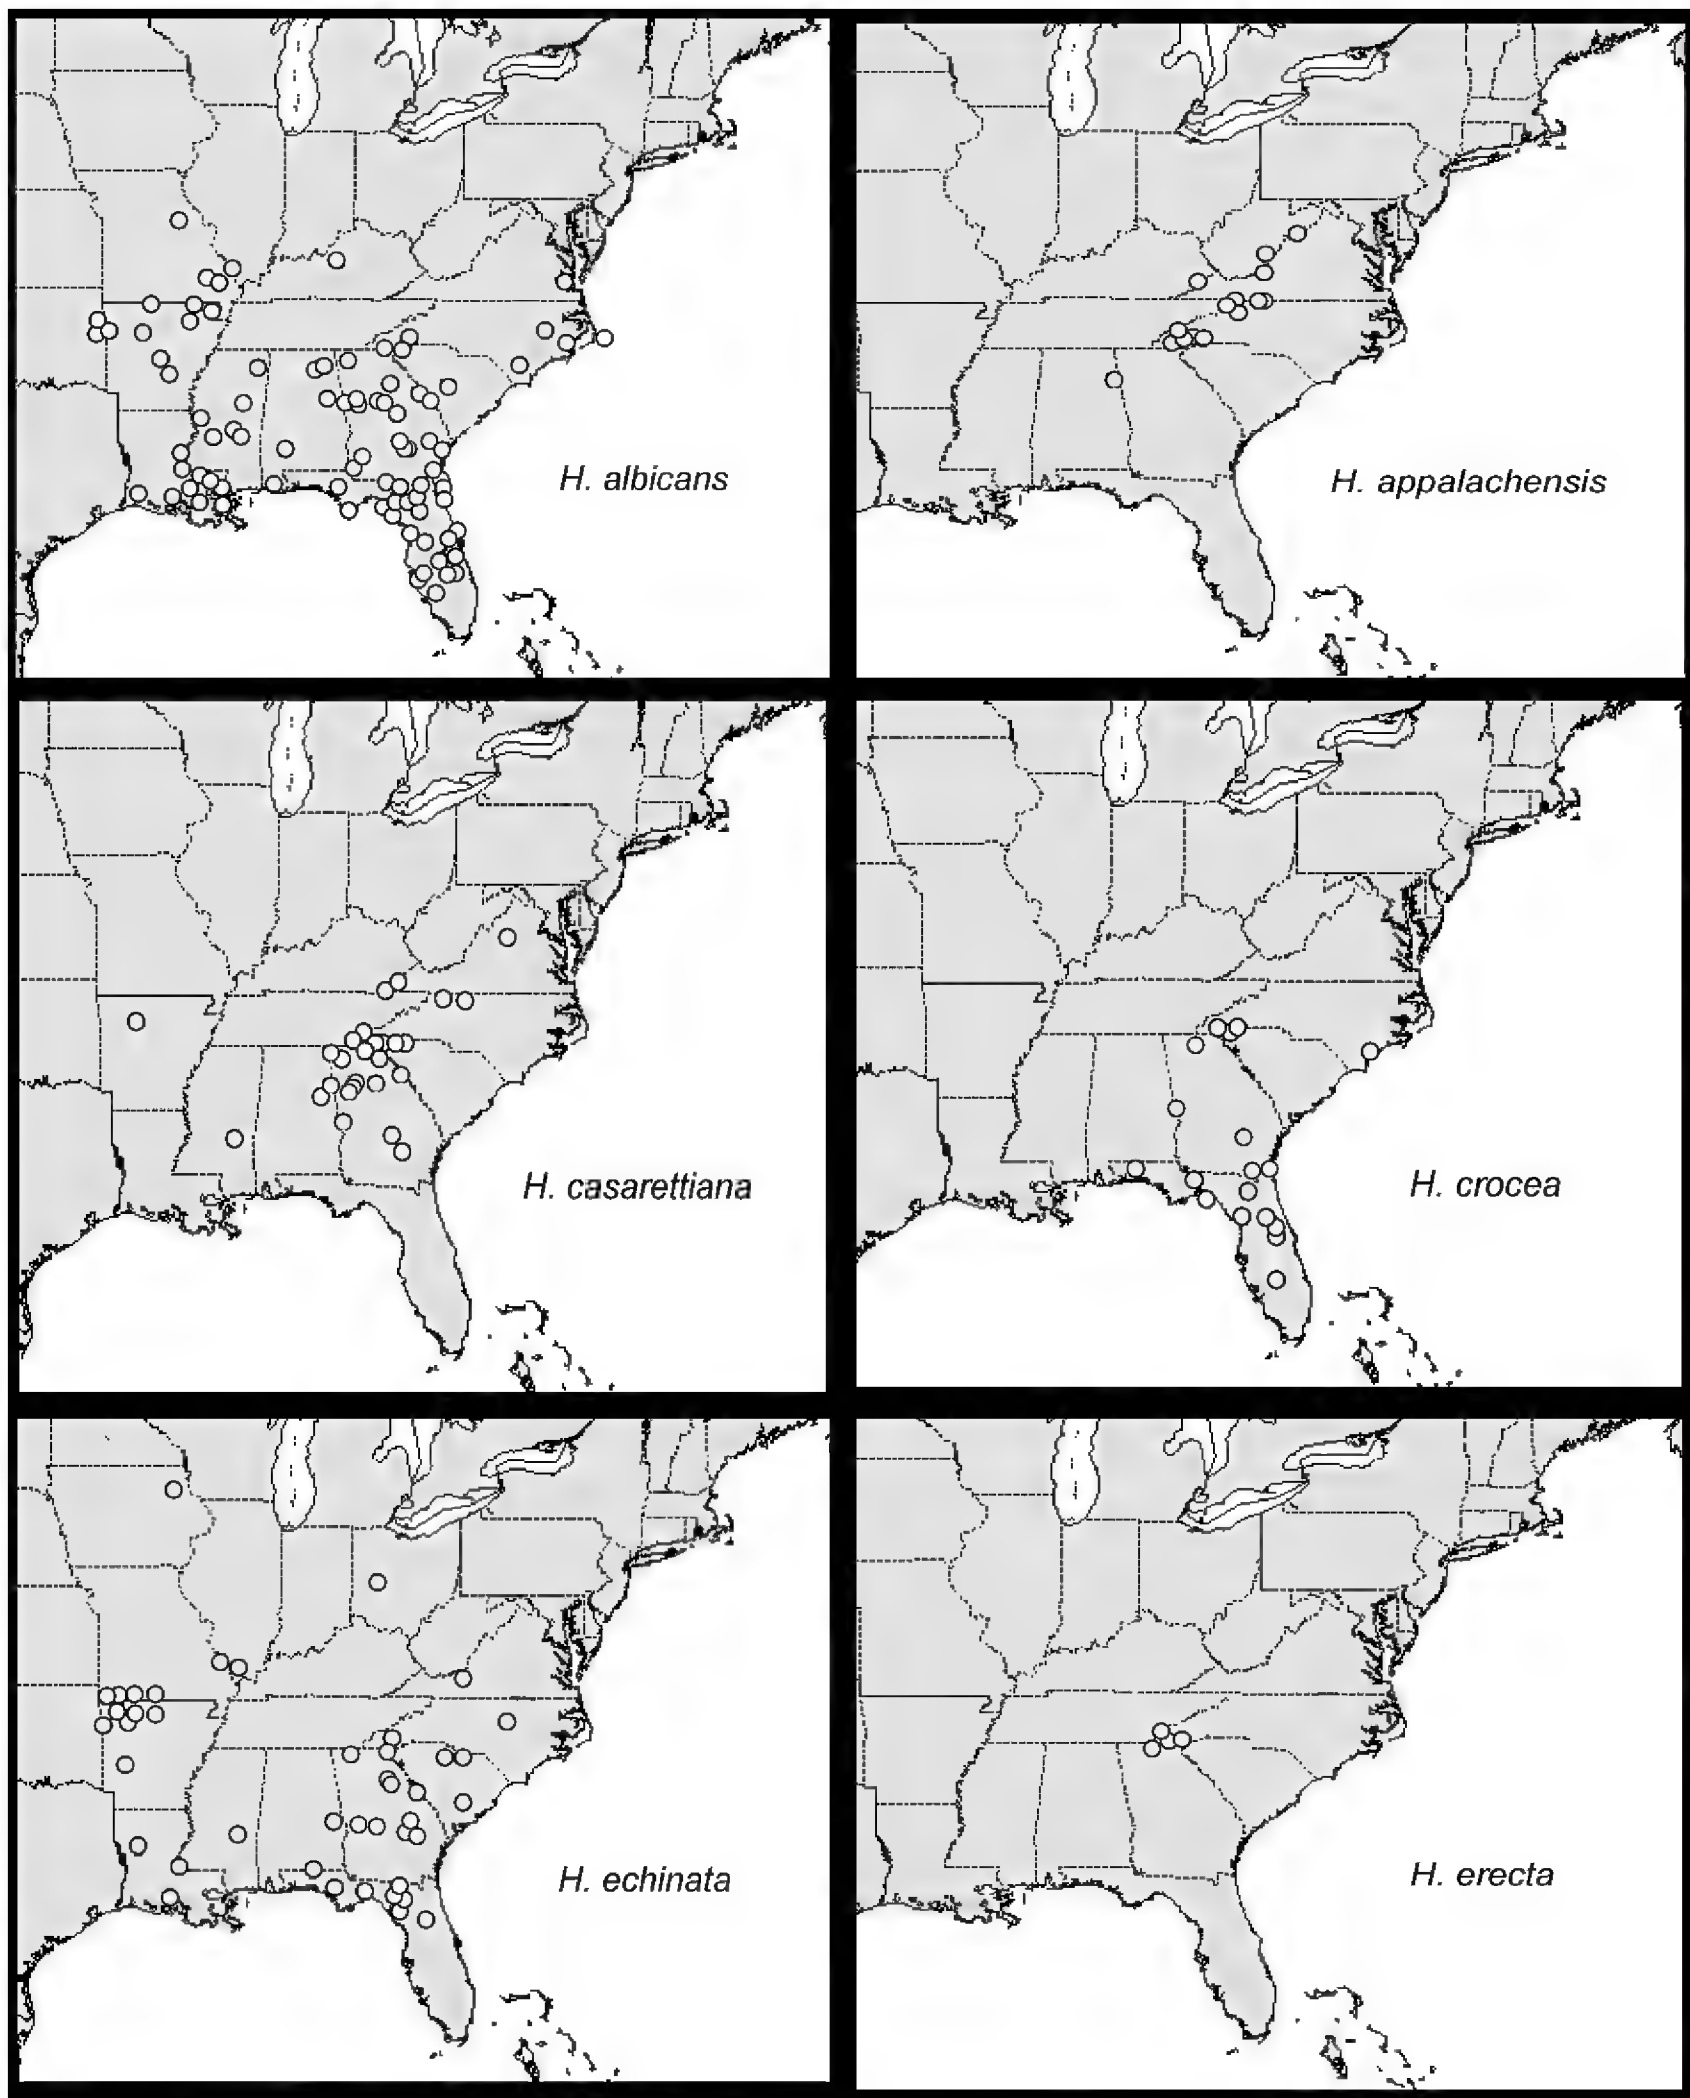 H. albicans
H. appalachensis
H. casarettiana
H. crocea
H. echinata
H. erecta